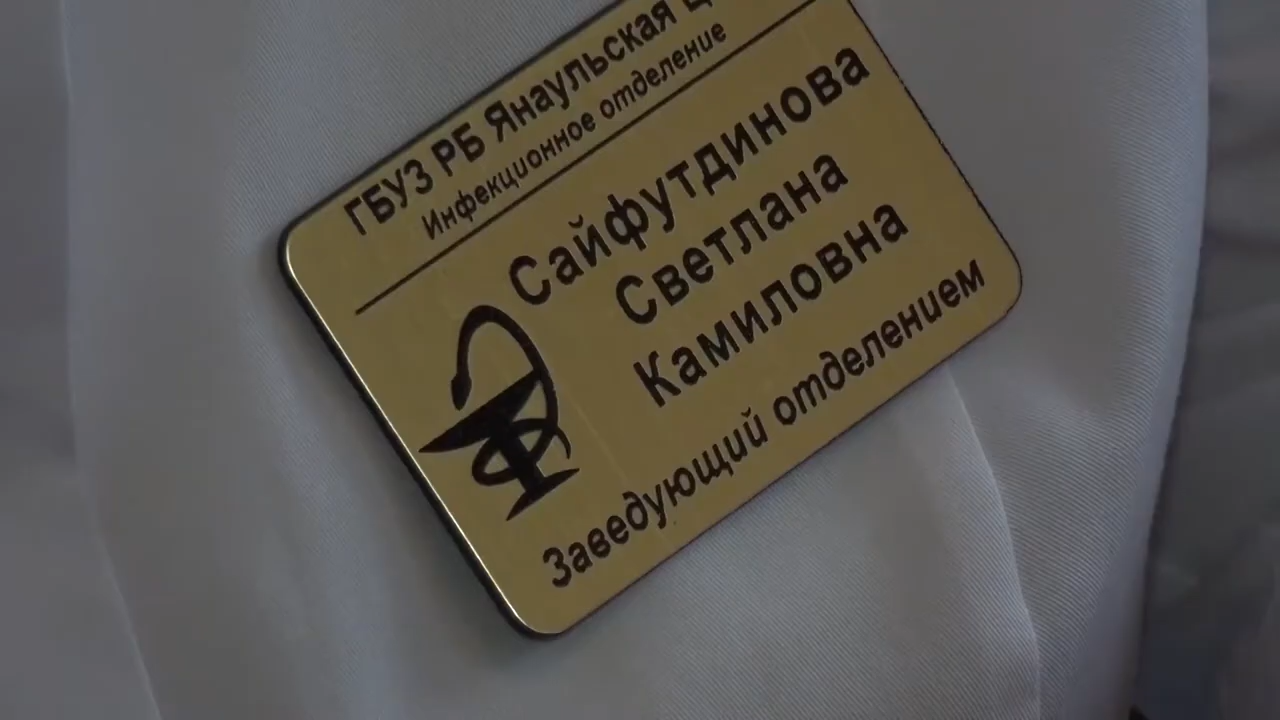 ГБУЗ РБ Янаульская
Инфекционное отделение
Сайфутдинова
Светлана
Камиловна
Заведующий отделением